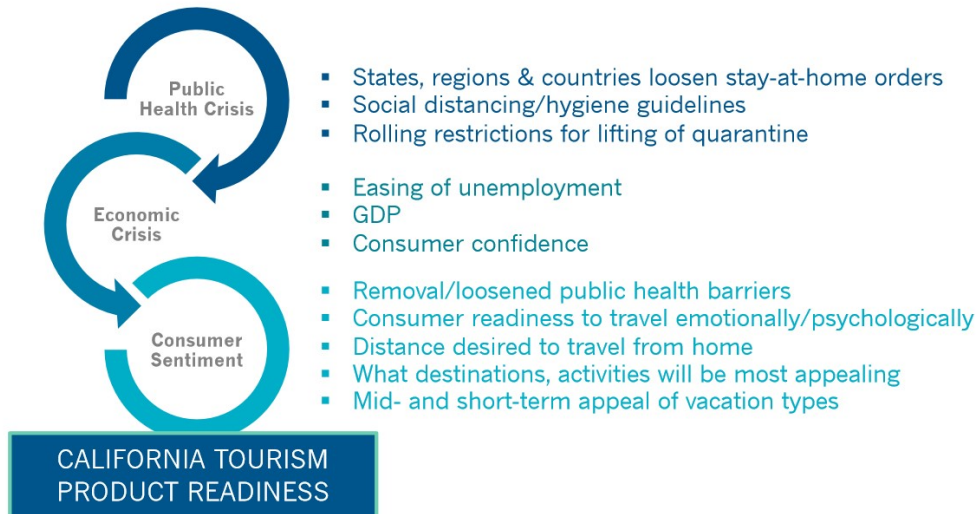 Public
Health Crisis
▪ States, regions & countries loosen stay-at-home orders
▪ Social distancing/hygiene guidelines
▪ Rolling restrictions for lifting of quarantine
Economic
Crisis
▪ Easing of unemployment
▪ GDP
▪ Consumer confidence
Consumer
Sentiment
▪ Removal/loosened public health barriers
▪ Consumer readiness to travel emotionally/psychologically
▪ Distance desired to travel from home
▪ What destinations, activities will be most appealing
▪ Mid- and short-term appeal of vacation types
CALIFORNIA TOURISM
PRODUCT READINESS